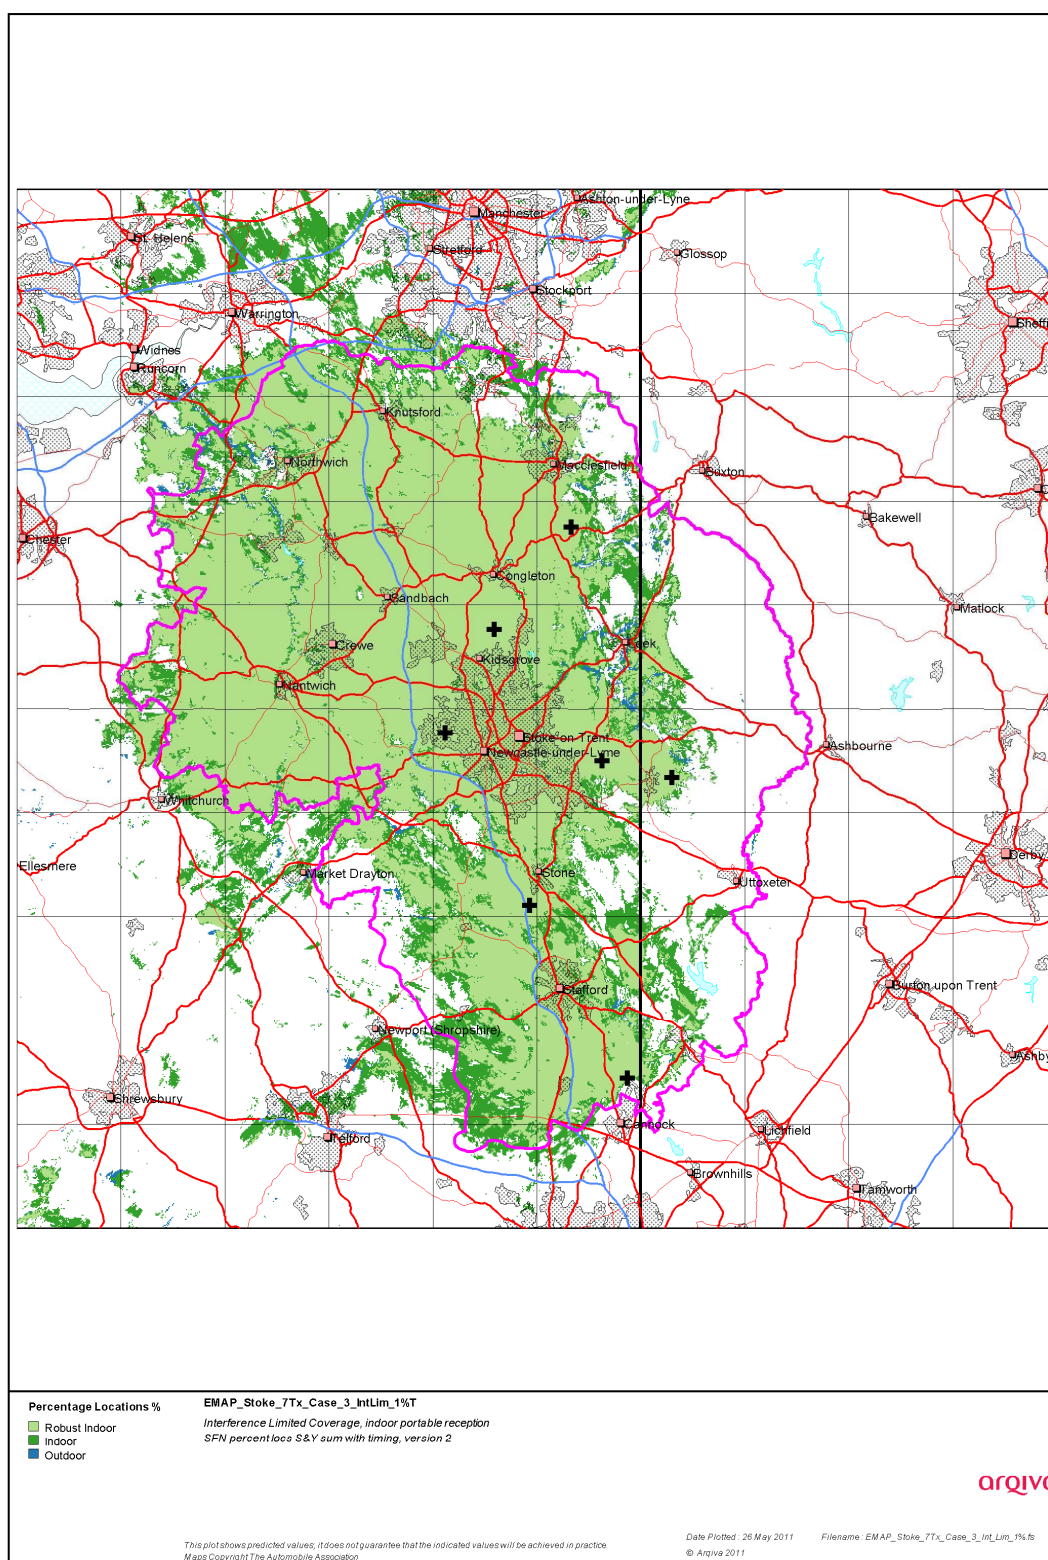 Ashton-under-Lyne
Manchester
St. Helens
Stretford
Glossop
Stockport
Warrington
Sheffi
Widnes
Runcorn
Knutsford
Northwich
Macclesfield
Buxton
Bakewell
Chester
Congleton
Sandbach
Matlock
Crewe
Leek
Kidsgrove
Nantwich
Stoke-on-Trent
Newcastle-under-Lyme
Ashbourne
Whitchurch
Ellesmere
Derby
Market Drayton
Stone
Uttoxeter
Stafford
Burton upon Trent
Newport (Shropshire)
Ashby
Shrewsbury
Telford
Cannock
Lichfield
Brownhills
Tamworth
Percentage Locations %
Robust Indoor
Indoor
Outdoor
EMAP_Stoke_7Tx_Case_3_IntLim_1%T
Interference Limited Coverage, indoor portable reception
SFN percent locs S&Y sum with timing, version 2
arqiva
This plot shows predicted values; it does not guarantee that the indicated values will be achieved in practice.
Maps Copyright The Automobile Association
Date Plotted : 26 May 2011
Filename : EMAP_Stoke_7Tx_Case_3_Int_Lim_1%.fs
© Arqiva 2011